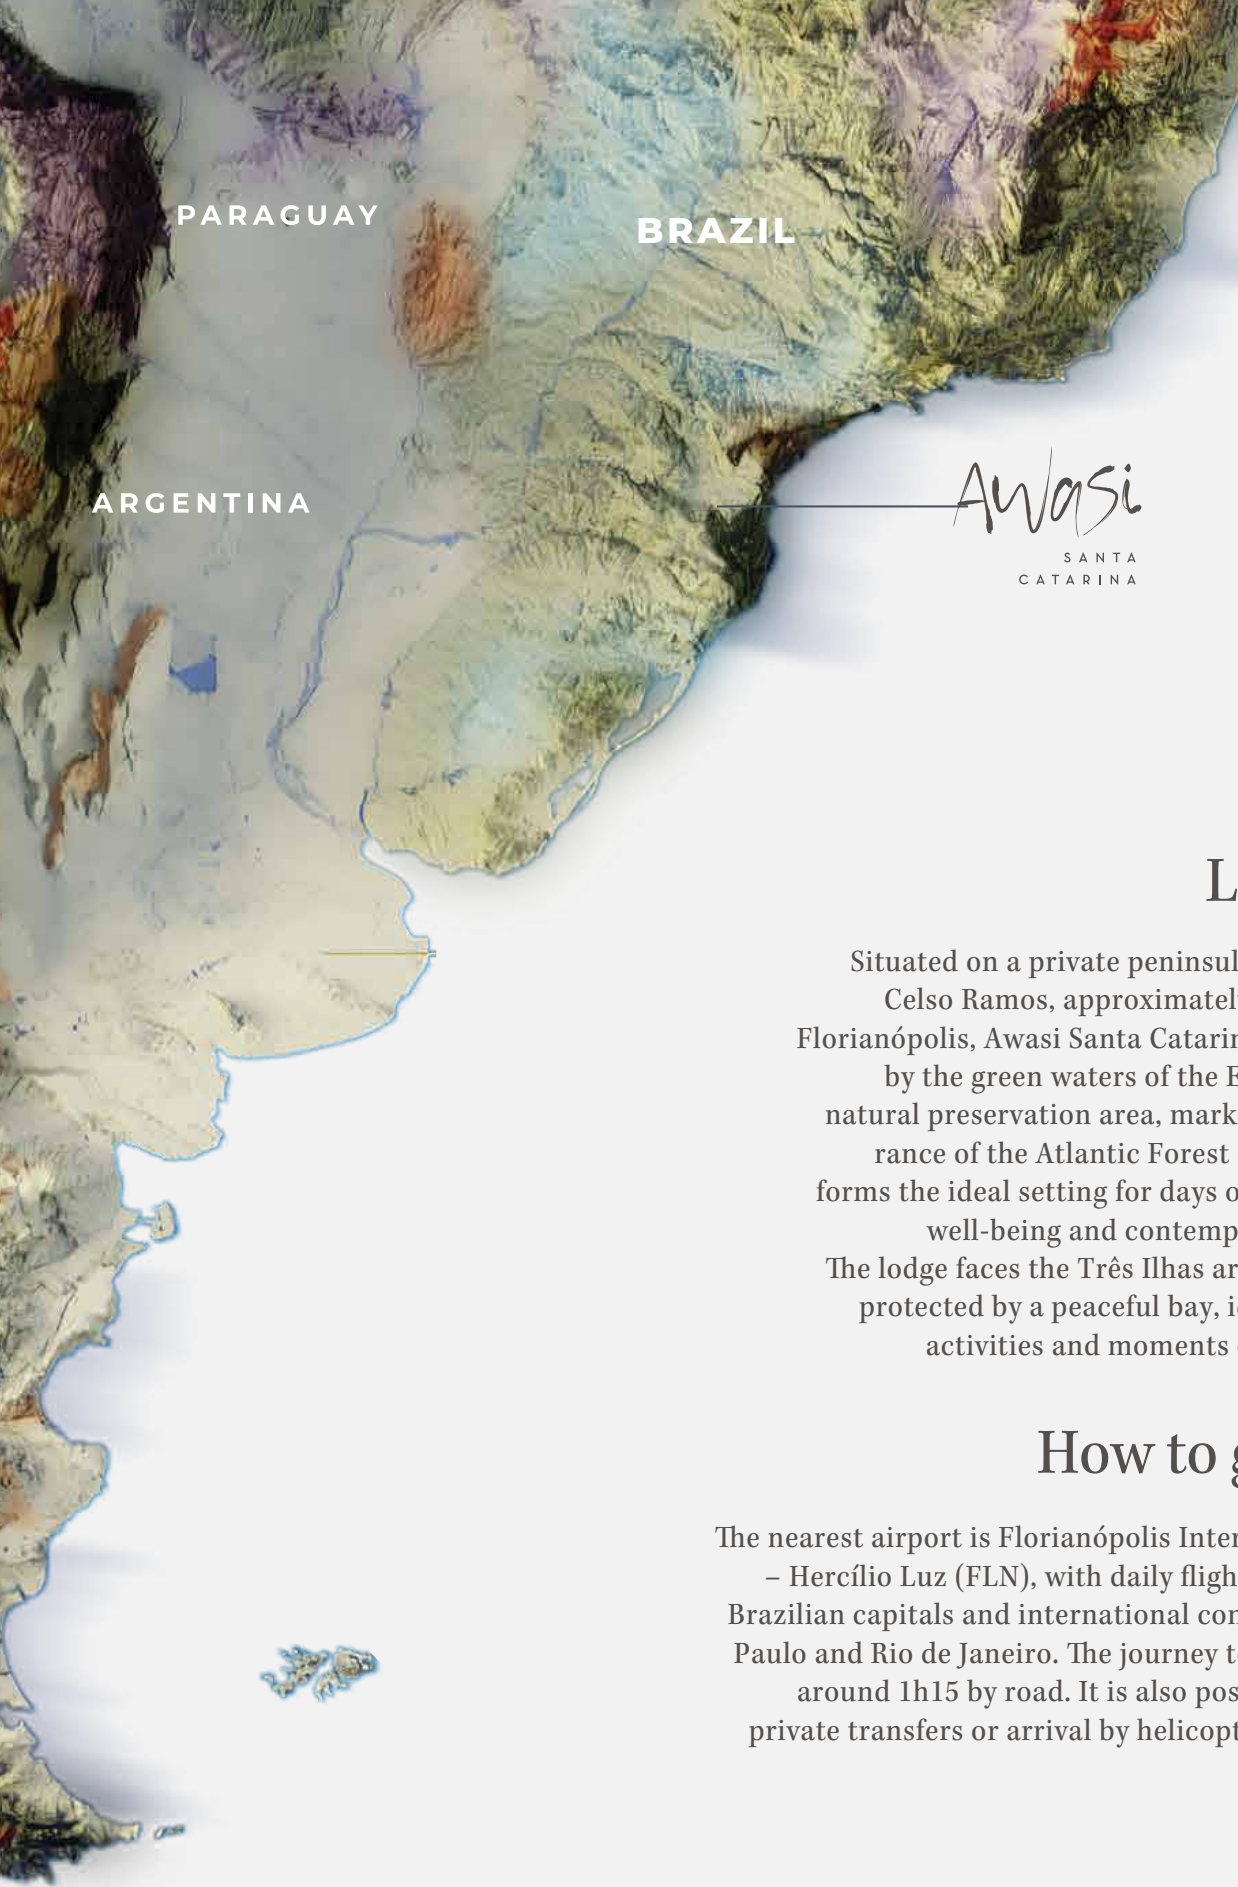 PARAGUAY
BRAZIL
ARGENTINA
Awasi
SANTA
CATARINA
L
Situated on a private peninsul
Celso Ramos, approximatel
Florianópolis, Awasi Santa Catarin
by the green waters of the E
natural preservation area, mark
rance of the Atlantic Forest
forms the ideal setting for days o
well-being and contemp
The lodge faces the Três Ilhas ar
protected by a peaceful bay, i
activities and moments
How to g
The nearest airport is Florianópolis Inter
– Hercílio Luz (FLN), with daily fligh
Brazilian capitals and international con
Paulo and Rio de Janeiro. The journey t
around 1h15 by road. It is also pos
private transfers or arrival by helicopt